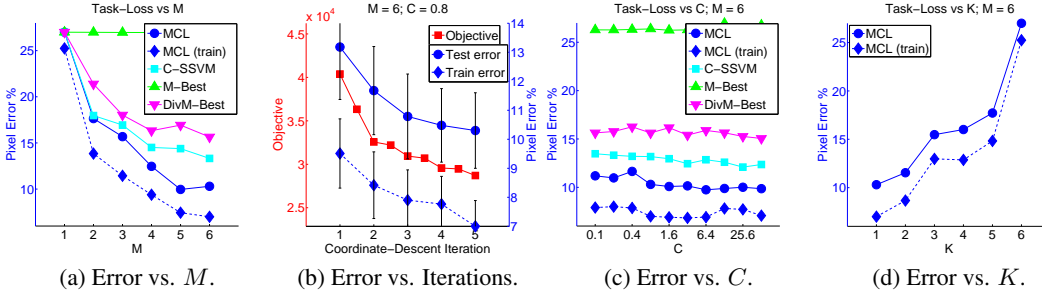 Task-Loss vs M
Pixel Error %
25
20
15
10
1 2 3 4 5 6
M
MCL
MCL (train)
C-SSVM
M-Best
DivM-Best
(a) Error vs. M.
x 10^4
M = 6; C = 0.8
Objective
4.5
4
3.5
3
2.5
14
13
12
11
10
9
8
7
Pixel Error %
1 2 3 4 5
Coordinate-Descent Iteration
Objective
Test error
Train error
(b) Error vs. Iterations.
Task-Loss vs C; M = 6
Pixel Error %
25
20
15
10
0.1 0.4 1.6 6.4 25.6
C
MCL
MCL (train)
C-SSVM
M-Best
DivM-Best
(c) Error vs. C.
Task-Loss vs K; M = 6
Pixel Error %
25
20
15
10
1 2 3 4 5 6
K
MCL
MCL (train)
(d) Error vs. K.